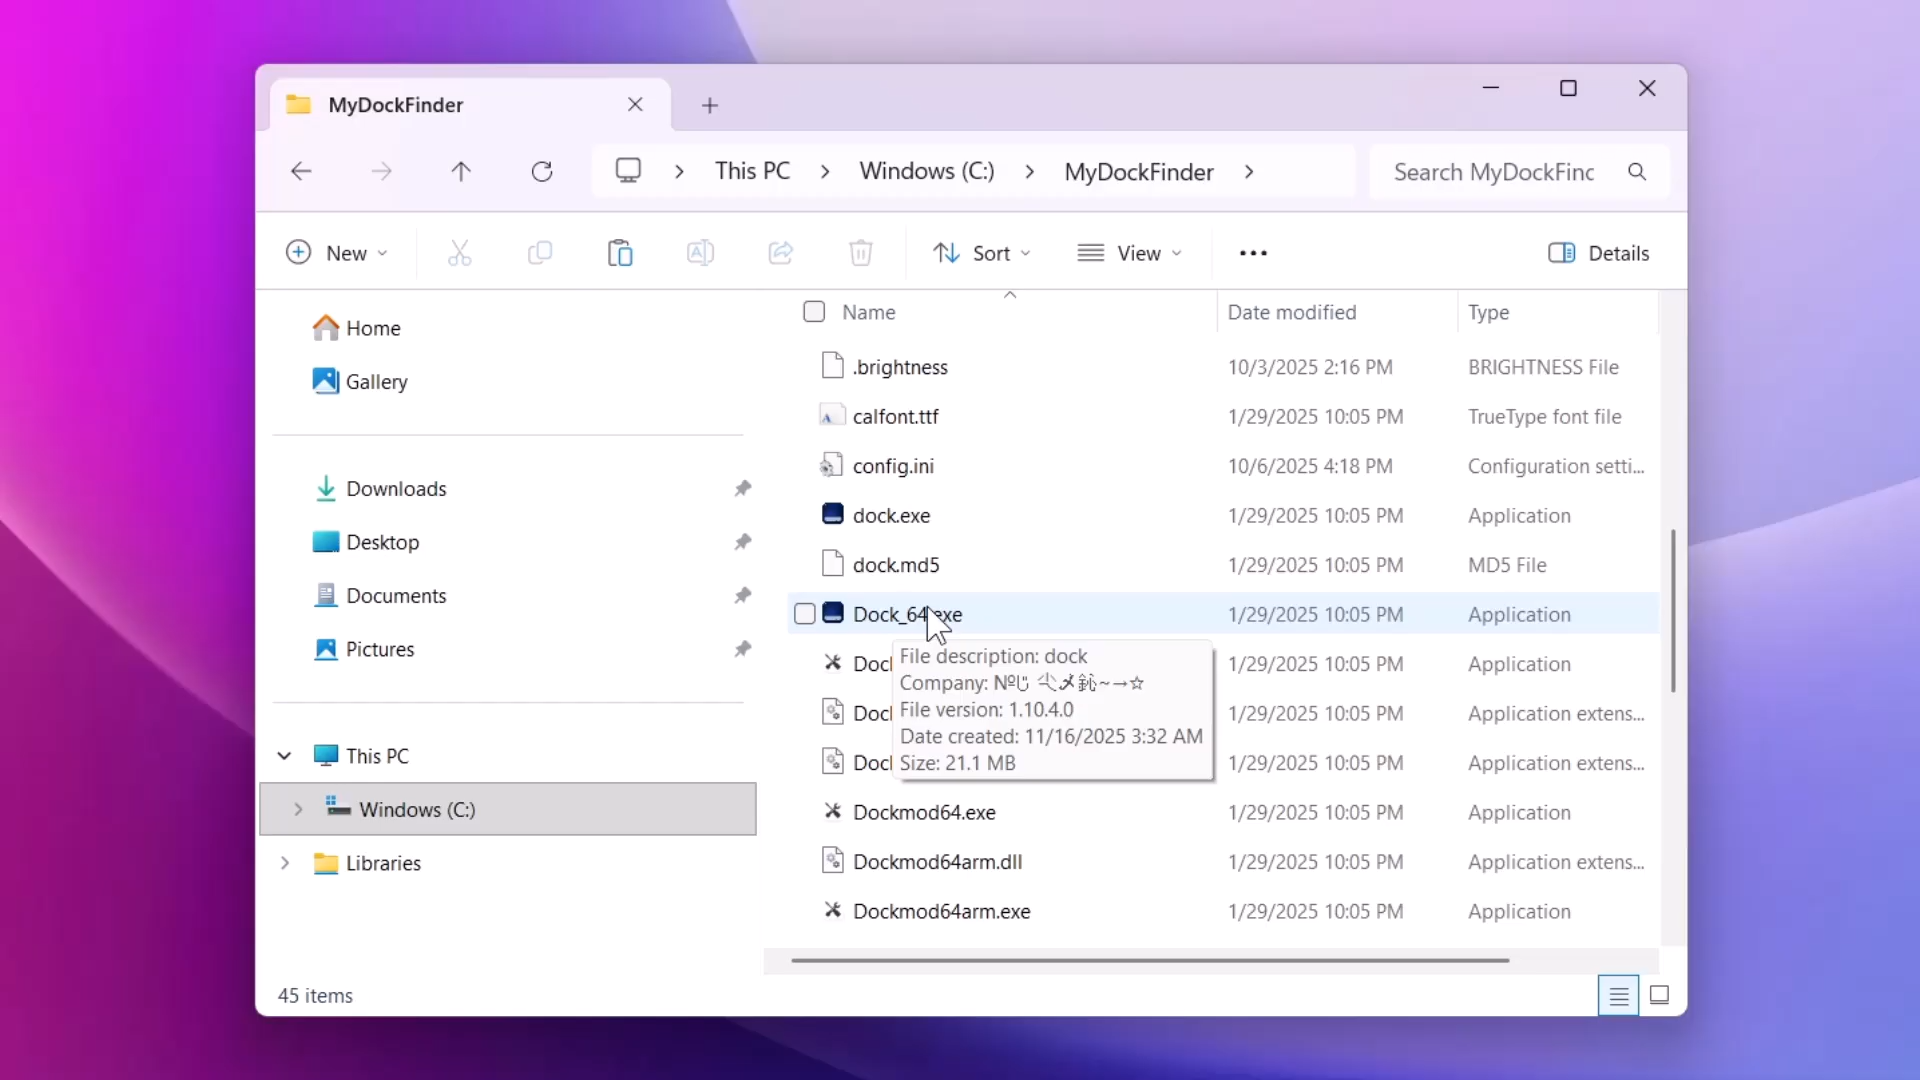 MyDockFinder
This PC > Windows (C:) > MyDockFinder >
Search MyDockFinc
New
Sort
View
Details
Home
Gallery
Downloads
Desktop
Documents
Pictures
This PC
Windows (C:)
Libraries
Name Date modified Type
.brightness 10/3/2025 2:16 PM BRIGHTNESS File
calfont.ttf 1/29/2025 10:05 PM TrueType font file
config.ini 10/6/2025 4:18 PM Configuration setti...
dock.exe 1/29/2025 10:05 PM Application
dock.md5 1/29/2025 10:05 PM MD5 File
Dock_64.exe 1/29/2025 10:05 PM Application
1/29/2025 10:05 PM Application
1/29/2025 10:05 PM Application extens...
1/29/2025 10:05 PM Application extens...
File description: dock
Company:
File version: 1.10.4.0
Date created: 11/16/2025 3:32 AM
Size: 21.1 MB
Dockmod64.exe 1/29/2025 10:05 PM Application
Dockmod64arm.dll 1/29/2025 10:05 PM Application extens...
Dockmod64arm.exe 1/29/2025 10:05 PM Application
45 items